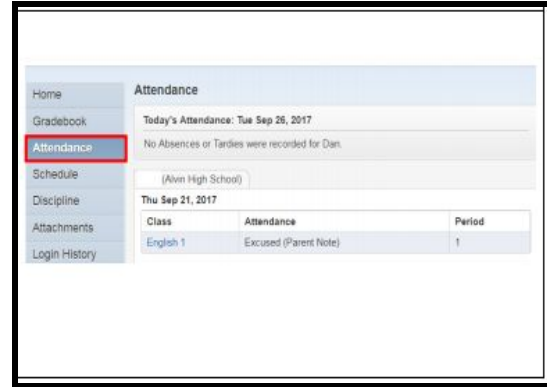 Home
Gradebook
Attendance
Schedule
Discipline
Attachments
Login History
Attendance
Today's Attendance: Tue Sep 26, 2017
No Absences or Tardies were recorded for Dan.
(Alvin High School)
Thu Sep 21, 2017
Class Attendance Period
English 1 Excused (Parent Note) 1